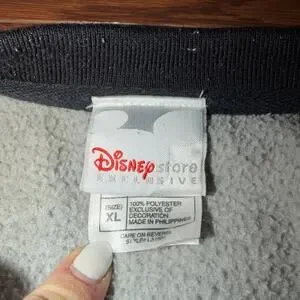 Disney store
EXCLUSIVE
(SIZE)
XL
100% POLYESTER
EXCLUSIVE OF
DECORATION
MADE IN PHILIPPINES
CARE ON REVERSE